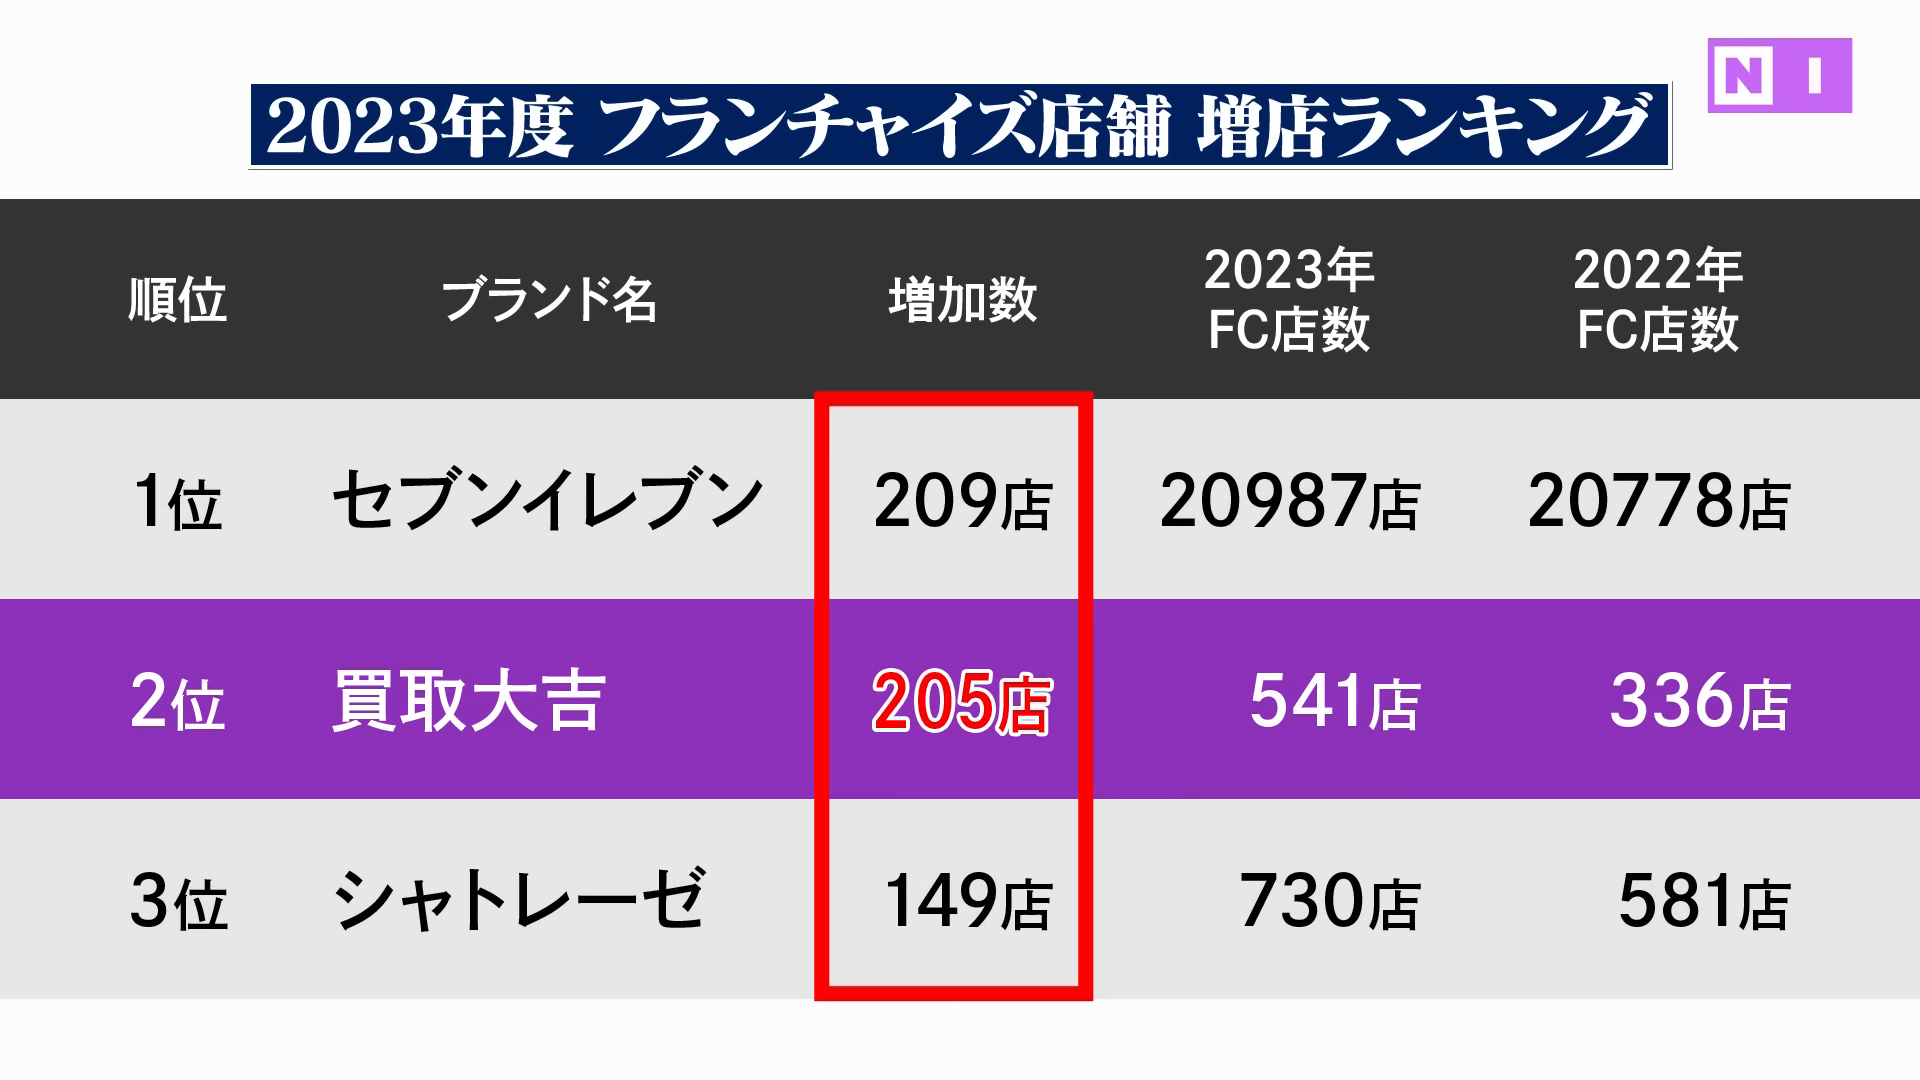 2023年度 フランチャイズ店舗 増店ランキング
N I
順位 ブランド名 増加数 2023年 FC店数 2022年 FC店数
1位 セブンイレブン 209店 20987店 20778店
2位 買取大吉 205店 541店 336店
3位 シャトレーゼ 149店 730店 581店